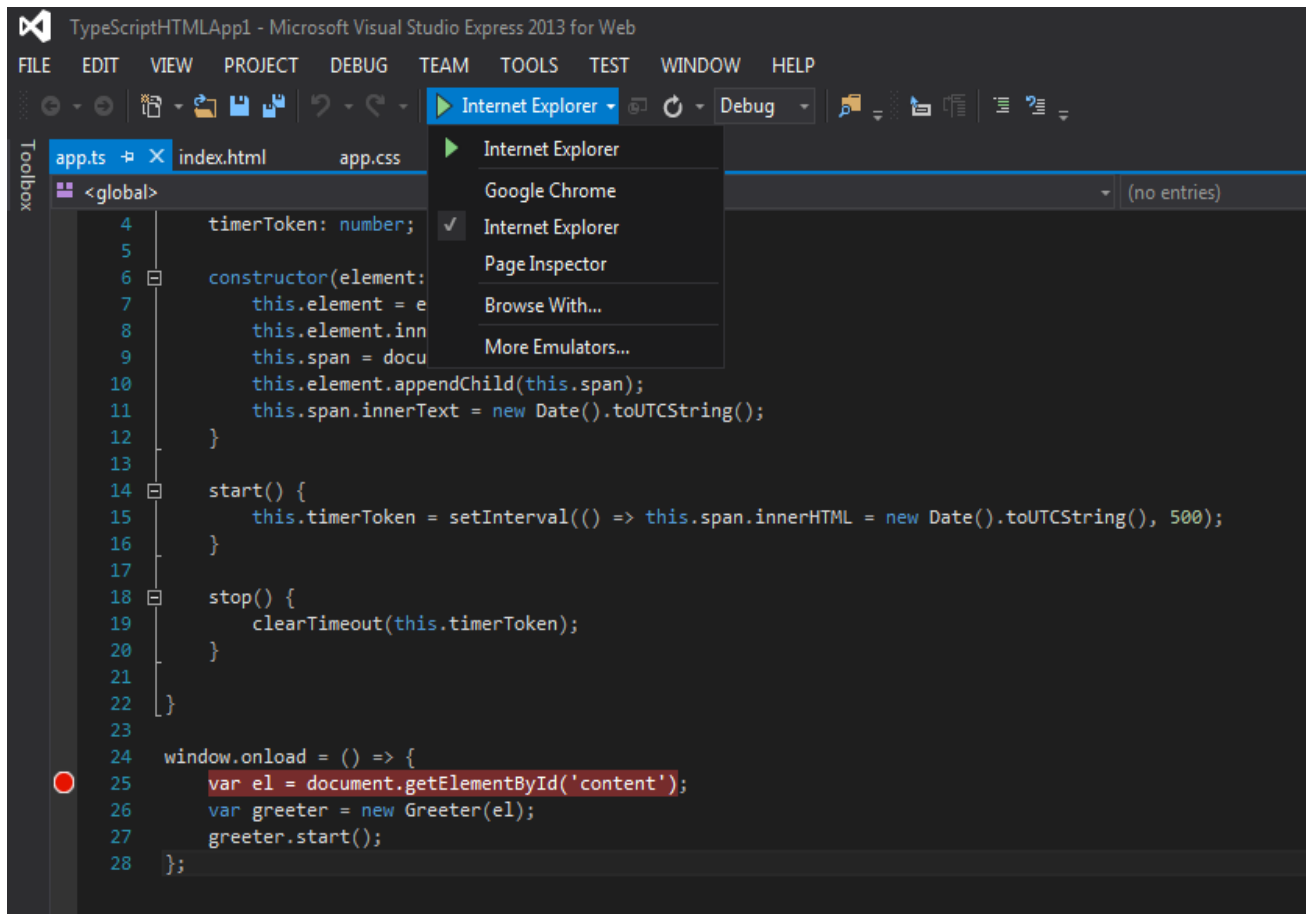 TypeScriptHTMLApp1 - Microsoft Visual Studio Express 2013 for Web
FILE EDIT VIEW PROJECT DEBUG TEAM TOOLS TEST WINDOW HELP
Internet Explorer Debug
Toolbox
app.ts index.html app.css
<global> (no entries)
Internet Explorer
Google Chrome
Internet Explorer
Page Inspector
Browse With...
More Emulators...
4 timerToken: number;
5
6 constructor(element:
7 this.element = e
8 this.element.inn
9 this.span = docu
10 this.element.appendChild(this.span);
11 this.span.innerText = new Date().toUTCString();
12 }
13
14 start() {
15 this.timerToken = setInterval(() => this.span.innerHTML = new Date().toUTCString(), 500);
16 }
17
18 stop() {
19 clearTimeout(this.timerToken);
20 }
21
22 }
23
24 window.onload = () => {
25 var el = document.getElementById('content');
26 var greeter = new Greeter(el);
27 greeter.start();
28 };